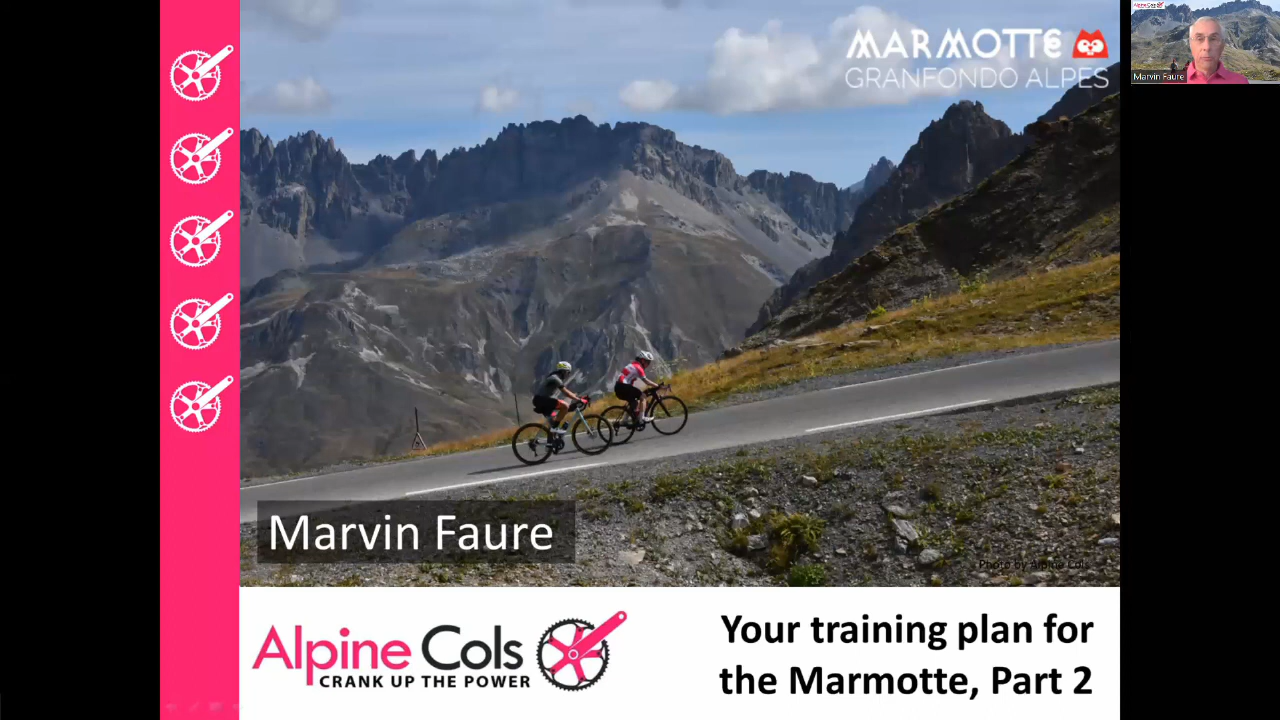 MARMOTTE
GRANFONDO ALPES
Marvin Faure
Marvin Faure
Photo by Alpine Cols
Alpine Cols
CRANK UP THE POWER
Your training plan for
the Marmotte, Part 2